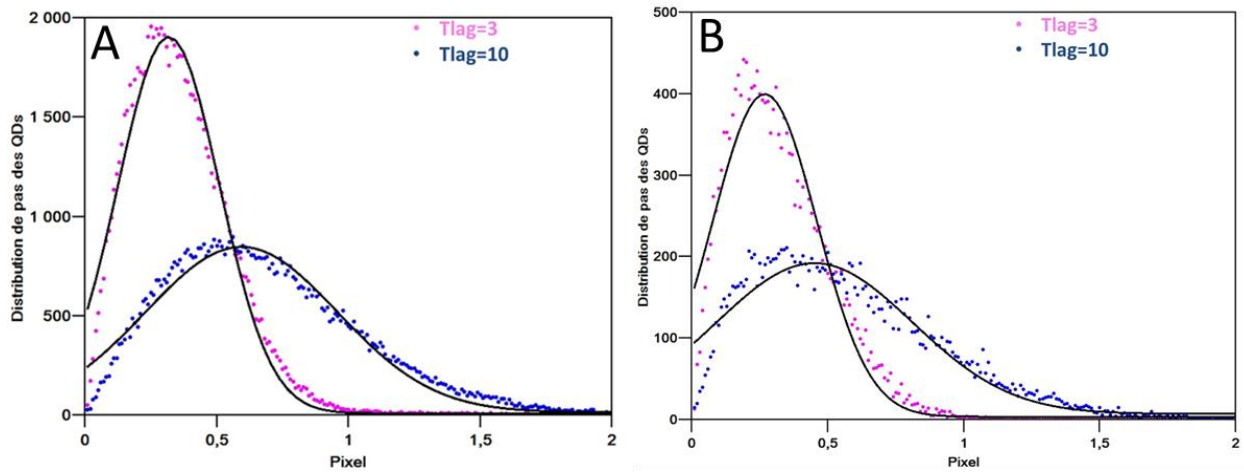 A
Tlag=3
Tlag=10
Distribution de pas des QDs
2 000
1 500
1 000
500
0
0
0,5
1
1,5
2
Pixel
B
Tlag=3
Tlag=10
Distribution de pas des QDs
500
400
300
200
100
0
0
0,5
1
1,5
2
Pixel